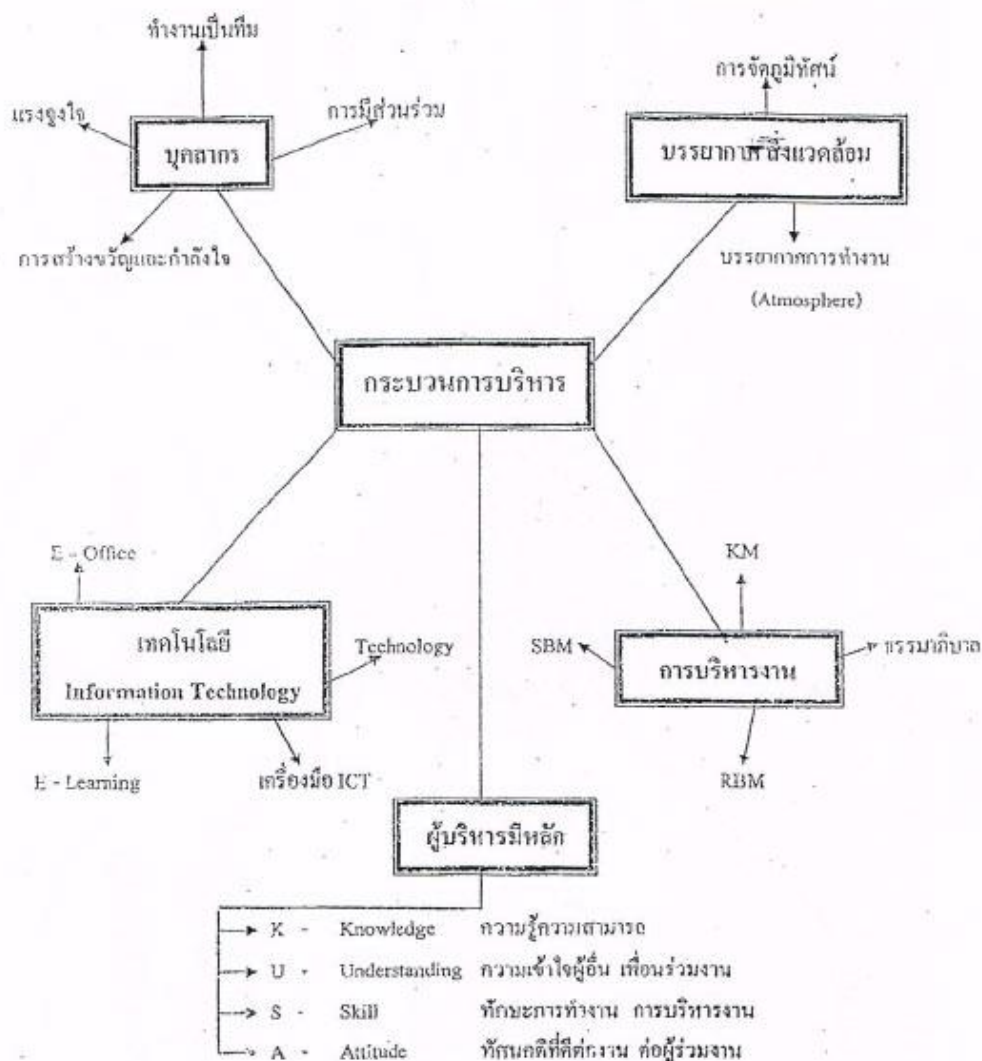 ทำงานเป็นทีม
แรงจูงใจ
การมีส่วนร่วม
บุคลากร
การสร้างขวัญและกำลังใจ
การจัดภูมิทัศน์
บรรยากาศ สิ่งแวดล้อม
บรรยากาศการทำงาน
(Atmosphere)
กระบวนการบริหาร
E - Office
เทคโนโลยี
Information Technology
Technology
E - Learning
เครื่องมือ ICT
KM
SBM
ธรรมาภิบาล
การบริหารงาน
RBM
ผู้บริหารมีหลัก
K - Knowledge ความรู้ความสามารถ
U - Understanding ความเข้าใจผู้อื่น เพื่อนร่วมงาน
S - Skill ทักษะการทำงาน การบริหารงาน
A - Attitude ทัศนคติที่ดีต่องาน ต่อผู้ร่วมงาน